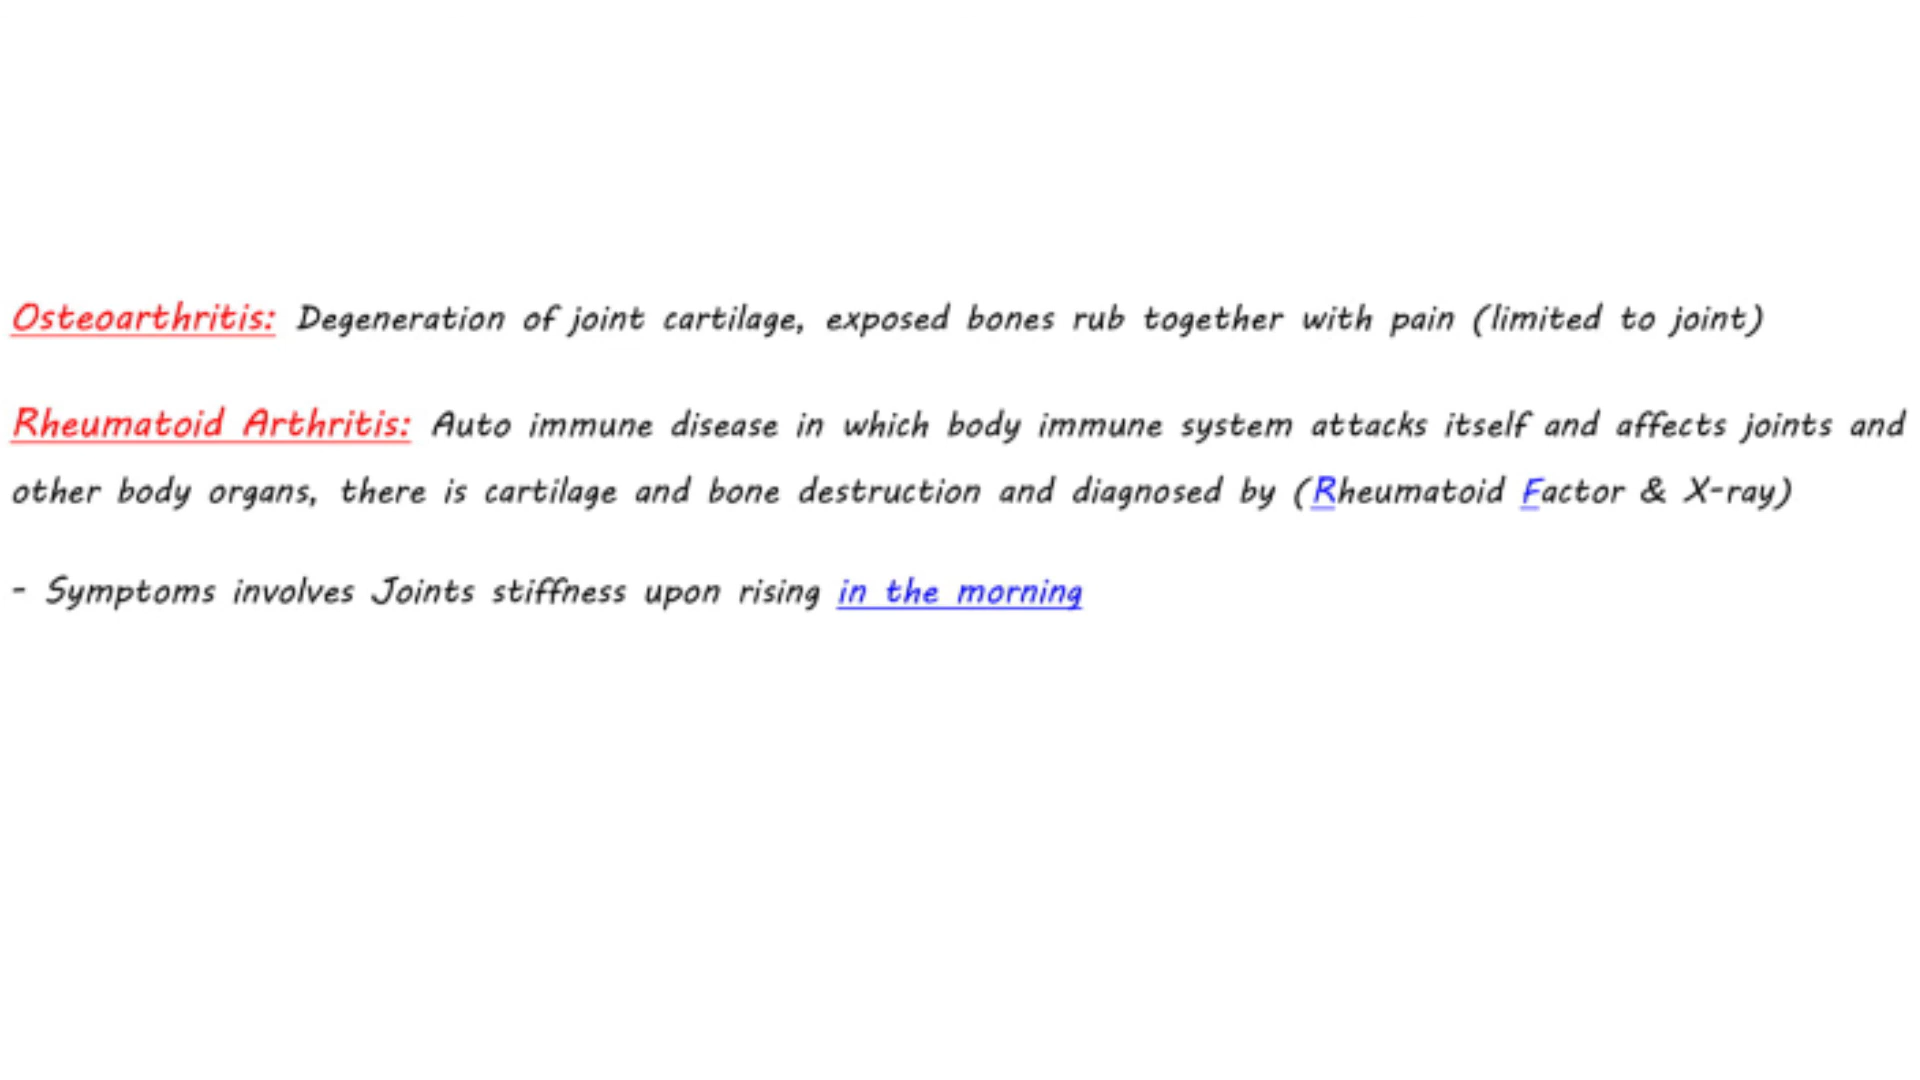 Osteoarthritis: Degeneration of joint cartilage, exposed bones rub together with pain (limited to joint)
Rheumatoid Arthritis: Auto immune disease in which body immune system attacks itself and affects joints and
other body organs, there is cartilage and bone destruction and diagnosed by (Rheumatoid Factor & X-ray)
- Symptoms involves Joints stiffness upon rising in the morning